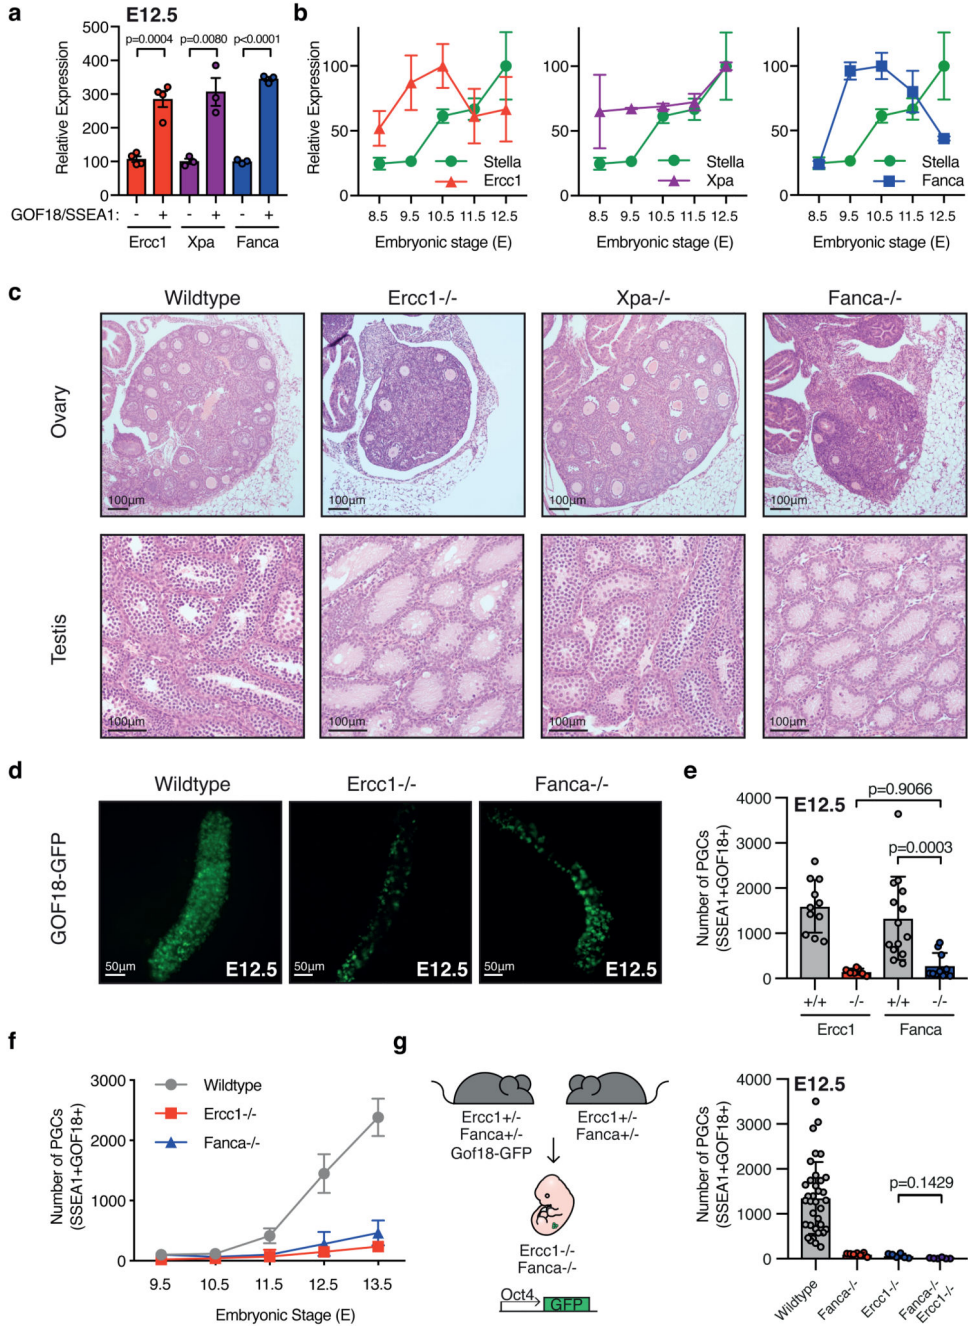 a
E12.5
Relative Expression
500
400
300
200
100
0
p=0.0004
p=0.0080
p<0.0001
GOF18/SSEA1: - + - + - +
Ercc1 Xpa Fanca
b
Relative Expression
100
50
0
Stella
Ercc1
8.5 9.5 10.5 11.5 12.5
Embryonic stage (E)
100
50
0
Stella
Xpa
8.5 9.5 10.5 11.5 12.5
Embryonic stage (E)
100
50
0
Stella
Fanca
8.5 9.5 10.5 11.5 12.5
Embryonic stage (E)
c
Wildtype Ercc1-/- Xpa-/- Fanca-/-
Ovary
100µm 100µm 100µm 100µm
Testis
100µm 100µm 100µm 100µm
d
Wildtype Ercc1-/- Fanca-/-
GOF18-GFP
50µm E12.5
50µm E12.5
50µm E12.5
e
E12.5
Number of PGCs
(SSEA1+GOF18+)
4000
3000
2000
1000
0
p=0.9066
p=0.0003
+/+ -/- +/+ -/-
Ercc1 Fanca
f
Number of PGCs
(SSEA1+GOF18+)
3000
2000
1000
0
Wildtype
Ercc1-/-
Fanca-/-
9.5 10.5 11.5 12.5 13.5
Embryonic Stage (E)
g
Ercc1+/-
Fanca+/-
Gof18-GFP
Ercc1+/-
Fanca+/-
Ercc1-/-
Fanca-/-
Oct4
GFP
E12.5
Number of PGCs
(SSEA1+GOF18+)
4000
3000
2000
1000
0
p=0.1429
Wildtype
Fanca-/-
Ercc1-/-
Fanca-/-
Ercc1-/-